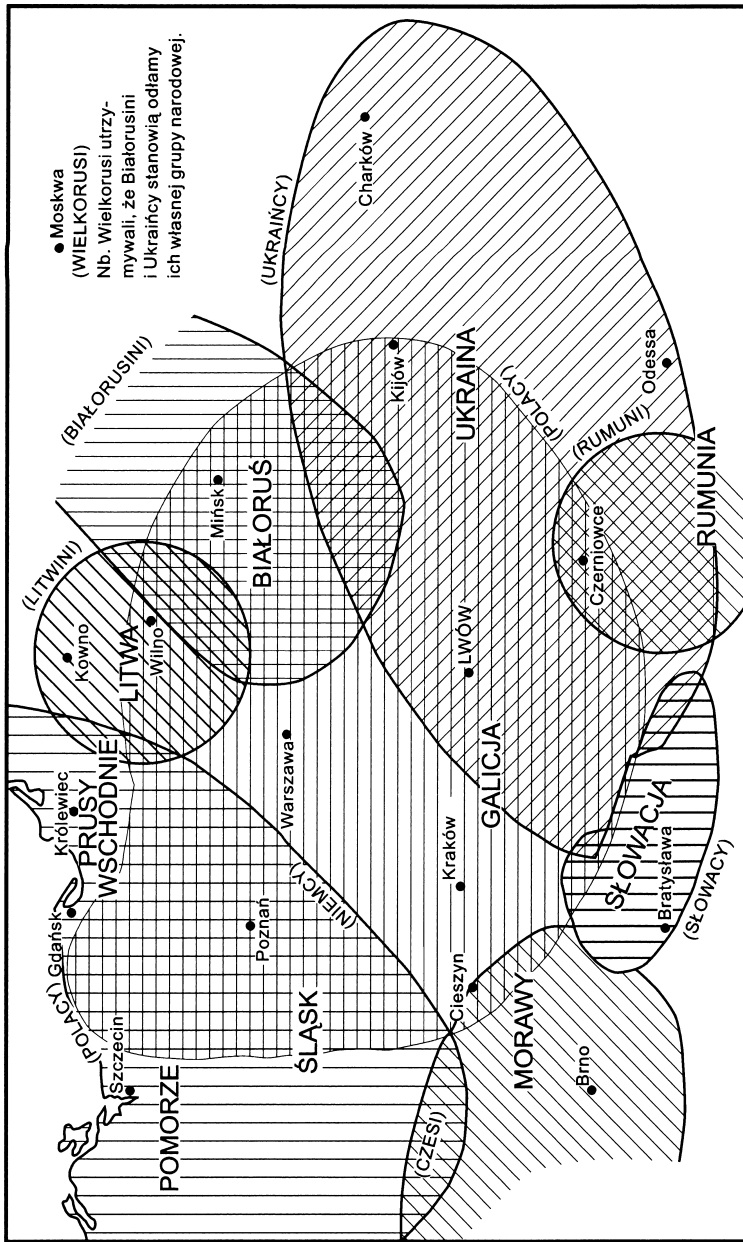 Moskwa
(WIELKORUSI)
Nb. Wielkorusi utrzy-
mywali, że Białorusini
i Ukraińcy stanowią odłamy
ich własnej grupy narodowej.
(BIAŁORUSINI)
(UKRAIŃCY)
Charków
(LITWINI)
Kowno
LITWA
Wilno
Mińsk
BIAŁORUŚ
Kijów
UKRAINA
(POLACY)
(RUMUNI)
Odessa
Czerniowce
RUMUNIA
Królewiec
PRUSY
WSCHODNIE
Gdańsk
(POLACY)
Szczecin
POMORZE
Poznań
Warszawa
(NIEMCY)
ŚLĄSK
Kraków
LWÓW
GALICJA
Cieszyn
(CZESI)
MORAWY
Brno
SŁOWACJA
Bratysława
(SŁOWACY)